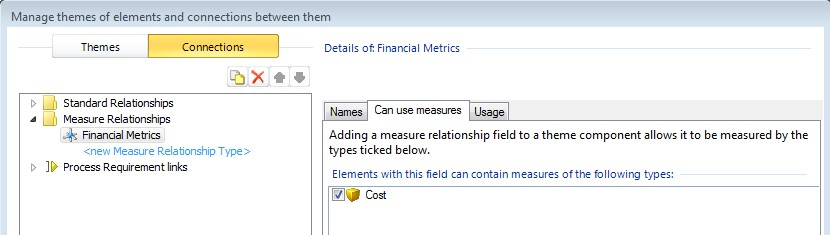 Manage themes of elements and connections between them
Themes
Connections
Details of: Financial Metrics
Standard Relationships
Measure Relationships
Financial Metrics
<new Measure Relationship Type>
Process Requirement links
Names
Can use measures
Usage
Adding a measure relationship field to a theme component allows it to be measured by the
types ticked below.
Elements with this field can contain measures of the following types:
Cost